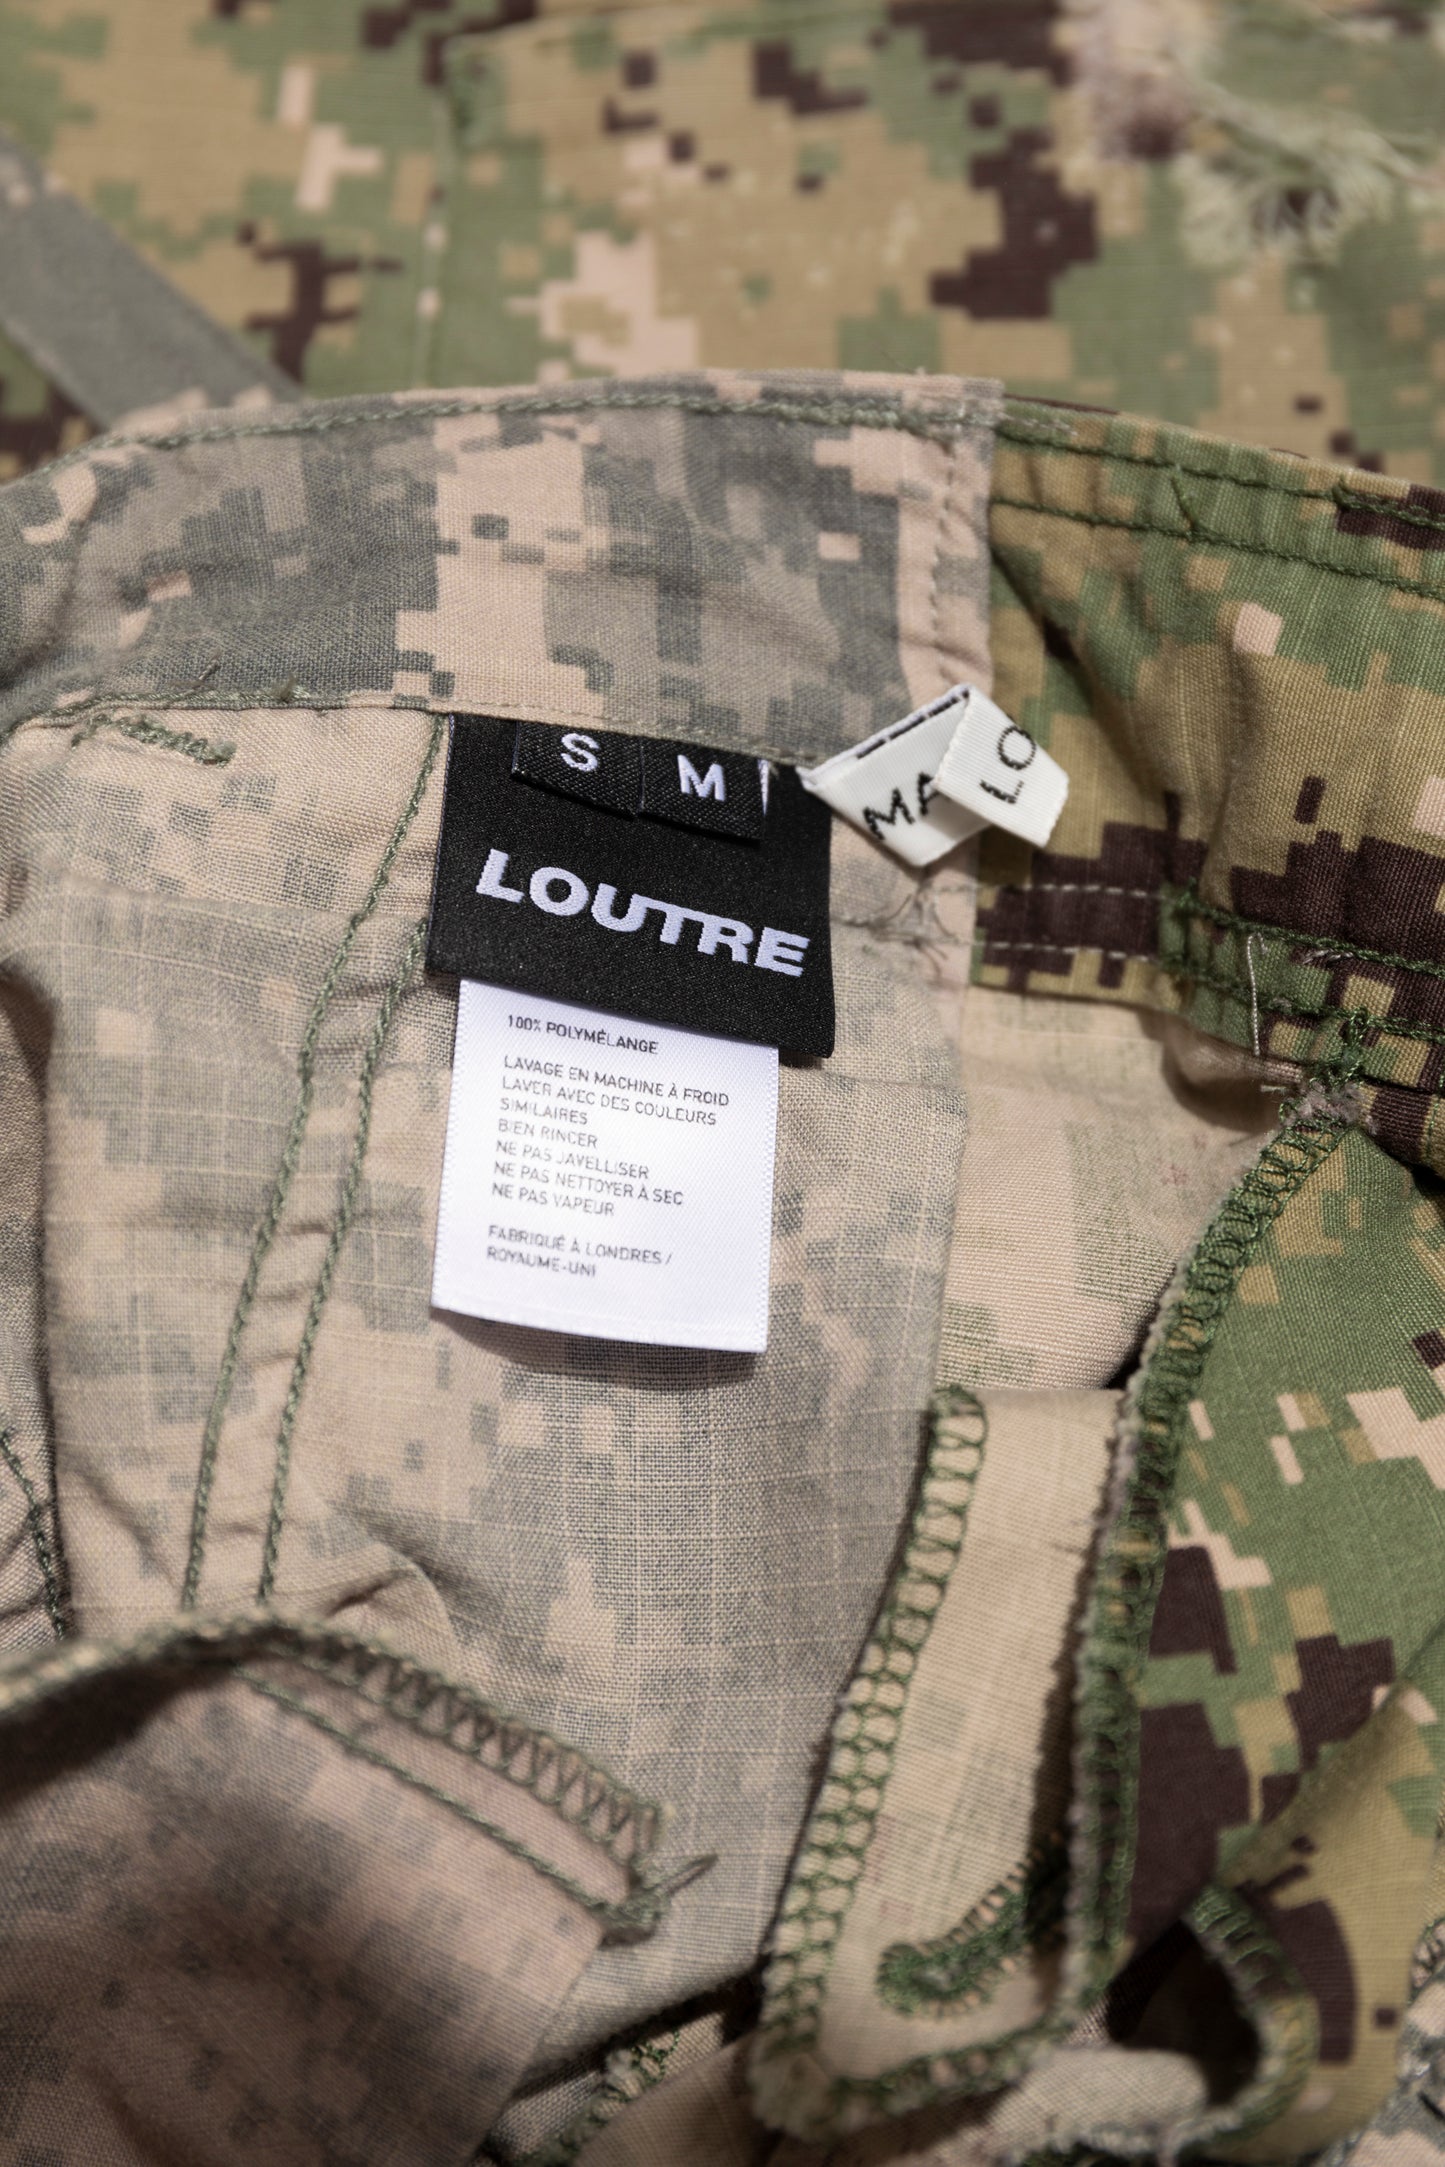 S M
LOUTRE
MA
LO
100% POLYMÉLANGE
LAVAGE EN MACHINE À FROID
LAVER AVEC DES COULEURS
SIMILAIRES
BIEN RINCER
NE PAS JAVELLISER
NE PAS NETTOYER À SEC
NE PAS VAPEUR
FABRIQUÉ À LONDRES /
ROYAUME-UNI